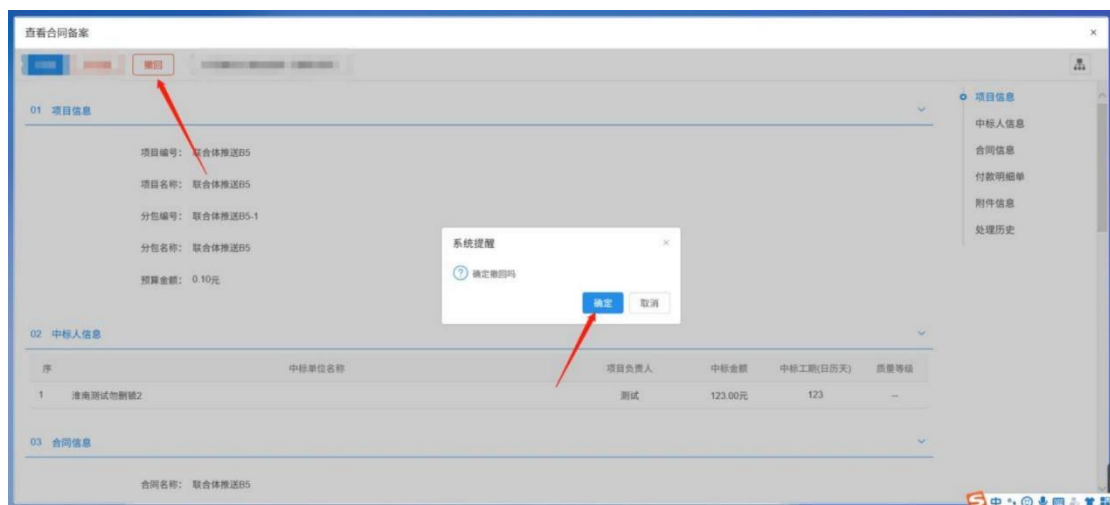 查看合同备案
×
撤回
01 项目信息
项目编号: 联合体推送B5
项目名称: 联合体推送B5
分包编号: 联合体推送B5-1
分包名称: 联合体推送B5
预算金额: 0.10元
02 中标人信息
序 中标单位名称 项目负责人 中标金额 中标工期(日历天) 质量等级
1 淮南测试勿删裙2 测试 123.00元 123 --
03 合同信息
合同名称: 联合体推送B5
系统提醒 ×
? 确定撤回吗
确定 取消
项目信息
中标人信息
合同信息
付款明细单
附件信息
处理历史
S 中